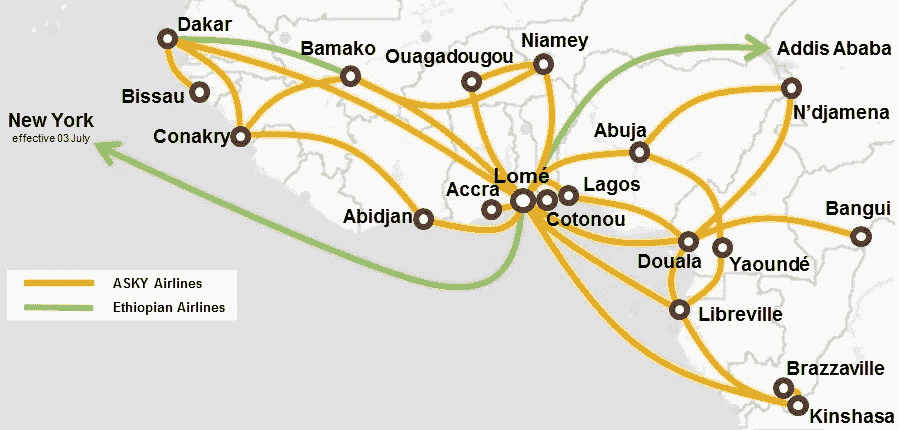 Dakar
Niamey
Bamako
Ouagadougou
Addis Ababa
Bissau
N'djamena
New York
effective 03 July
Conakry
Abuja
Lomé
Accra
Lagos
Abidjan
Cotonou
Bangui
Douala
Yaoundé
ASKY Airlines
Ethiopian Airlines
Libreville
Brazzaville
Kinshasa